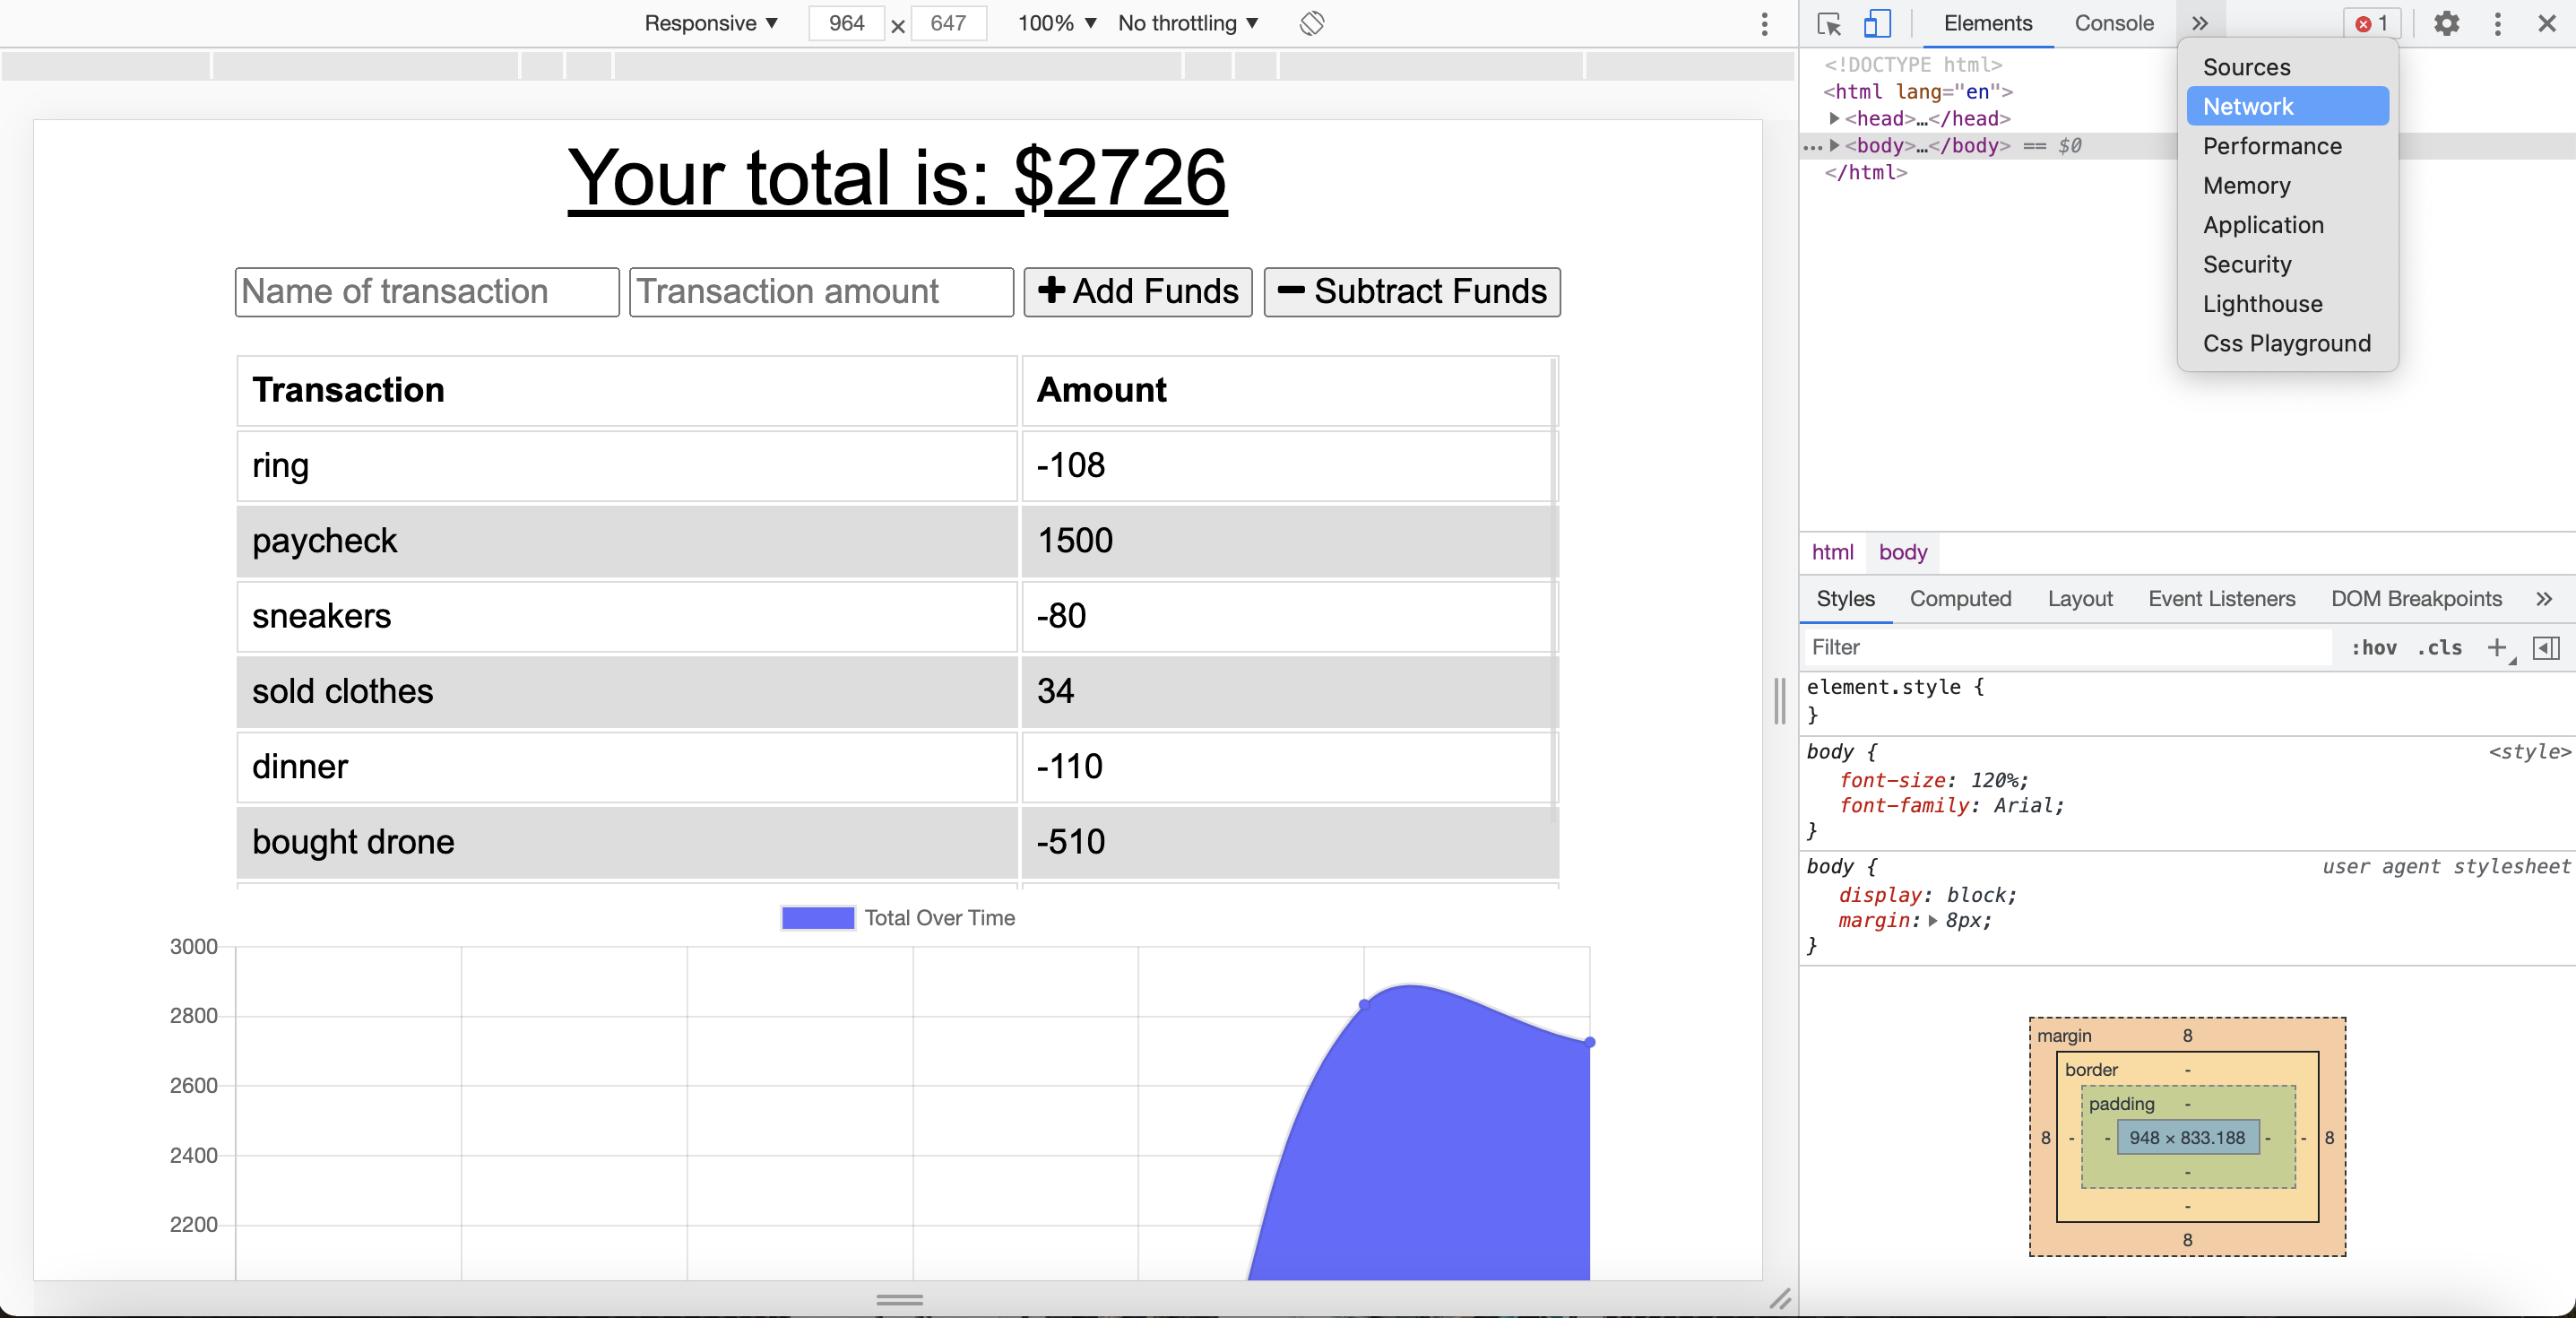 Responsive ▼ 964 × 647 100% ▼ No throttling ▼
Your total is: $2726
Name of transaction Transaction amount + Add Funds − Subtract Funds
Transaction Amount
ring -108
paycheck 1500
sneakers -80
sold clothes 34
dinner -110
bought drone -510
Total Over Time
3000
2800
2600
2400
2200
Elements Console » 1
Sources
Network
Performance
Memory
Application
Security
Lighthouse
Css Playground
<!DOCTYPE html>
<html lang="en">
▶<head>…</head>
… ▶<body>…</body> == $0
</html>
html body
Styles Computed Layout Event Listeners DOM Breakpoints »
Filter :hov .cls +
element.style {
}
body { <style>
font-size: 120%;
font-family: Arial;
}
body { user agent stylesheet
display: block;
margin: ▶ 8px;
}
margin 8
border -
padding -
8 - - 948 × 833.188 - - 8
-
-
8